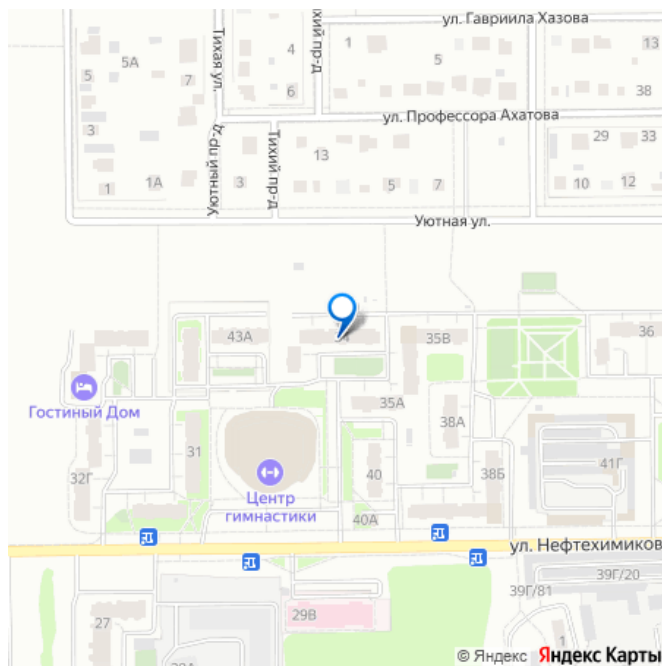 ул. Гавриила Хазова
Тихая ул.
ий пр-д
4
1
5
13
5А
5
7
6
38
ул. Профессора Ахатова
3
Уютный пр-д
Тихий пр-д
13
29
33
1
1А
3
5
7
10
12
Уютная ул.
43А
35В
36
Гостиный Дом
35А
38А
31
32Г
40
38Б
41Г
Центр
гимнастики
40А
ул. Нефтехимиков
39Г/20
39Г/81
29В
27
1
© Яндекс Яндекс Карты